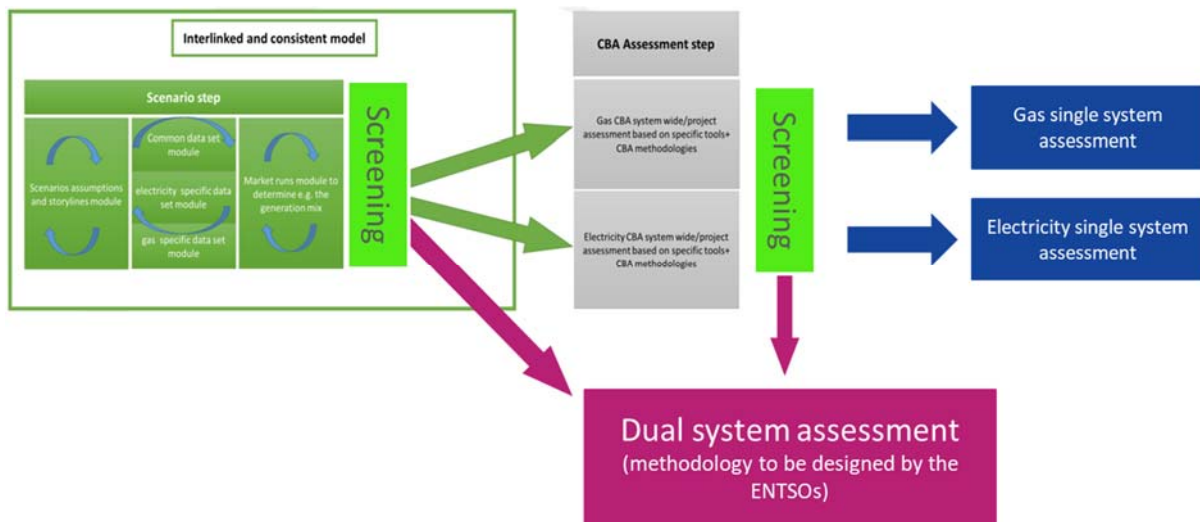 Interlinked and consistent model
Scenario step
Scenarios assumptions
and storylines module
Common data set
module
electricity specific data
set module
gas specific data set
module
Market runs module to
determine e.g. the
generation mix
Screening
CBA Assessment step
Gas CBA system wide/project
assessment based on specific tools+
CBA methodologies
Electricity CBA system wide/project
assessment based on specific tools+
CBA methodologies
Screening
Gas single system
assessment
Electricity single system
assessment
Dual system assessment
(methodology to be designed by the
ENTSOs)